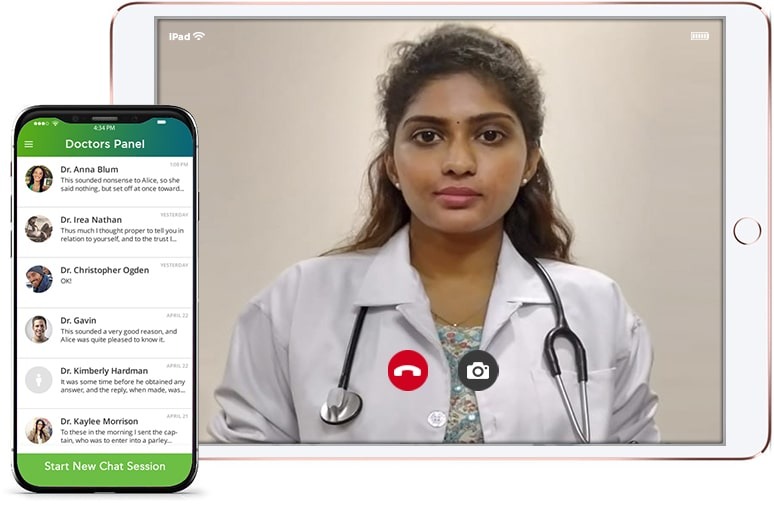 iPad
4:34 PM
Doctors Panel
1:08 PM
Dr. Anna Blum
This sounded nonsense to Alice, so she
said nothing, but set off at once toward...
YESTERDAY
Dr. Irea Nathan
Thus much I thought proper to tell you in
relation to yourself, and to the trust I...
YESTERDAY
Dr. Christopher Ogden
OK!
APRIL 22
Dr. Gavin
This sounded a very good reason, and
Alice was quite pleased to know it.
APRIL 22
Dr. Kimberly Hardman
It was some time before he obtained any
answer, and the reply, when made, was...
APRIL 21
Dr. Kaylee Morrison
To these in the morning I sent the cap-
tain, who was to enter into a parley...
Start New Chat Session